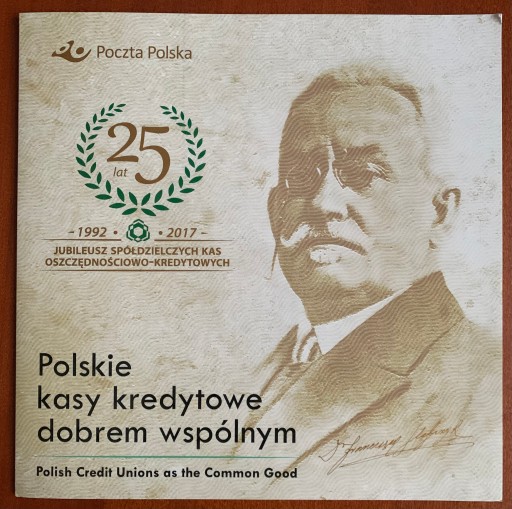 Poczta Polska
25
lat
- 1992 • • 2017 -
JUBILEUSZ SPÓŁDZIELCZYCH KAS
OSZCZĘDNOŚCIOWO-KREDYTOWYCH
Polskie
kasy kredytowe
dobrem wspólnym
Polish Credit Unions as the Common Good